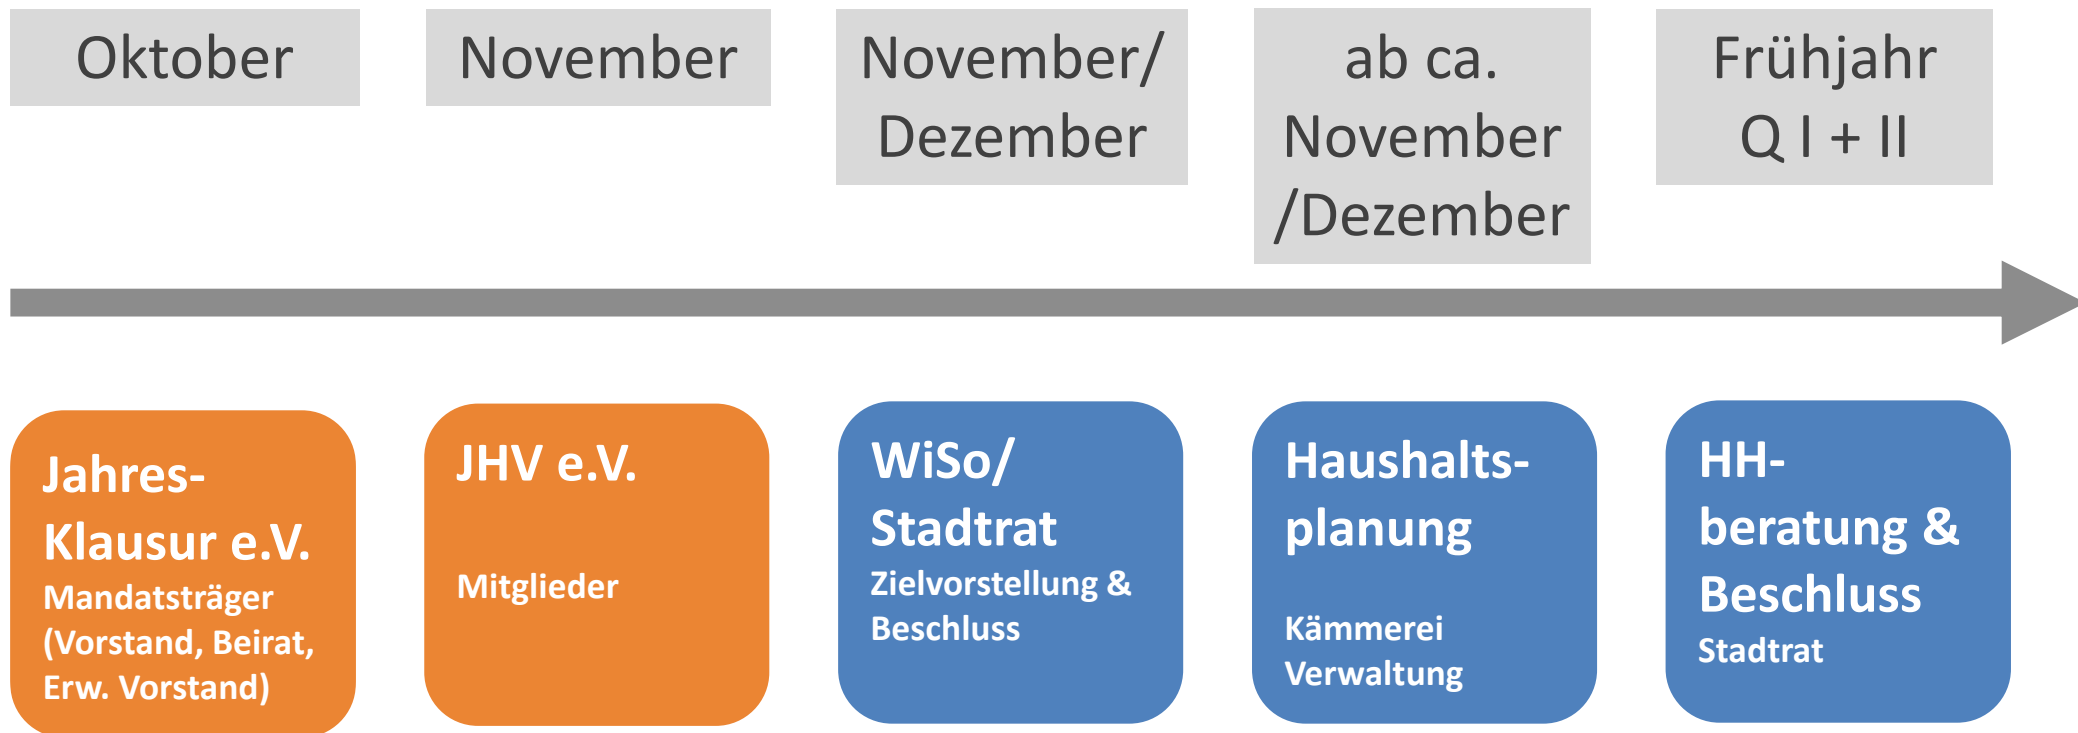 Oktober
November
November/
Dezember
ab ca.
November
/Dezember
Frühjahr
Q I + II
Jahres-
Klausur e.V.
Mandatsträger
(Vorstand, Beirat,
Erw. Vorstand)
JHV e.V.
Mitglieder
WiSo/
Stadtrat
Zielvorstellung &
Beschluss
Haushalts-
planung
Kämmerei
Verwaltung
HH-
beratung &
Beschluss
Stadtrat